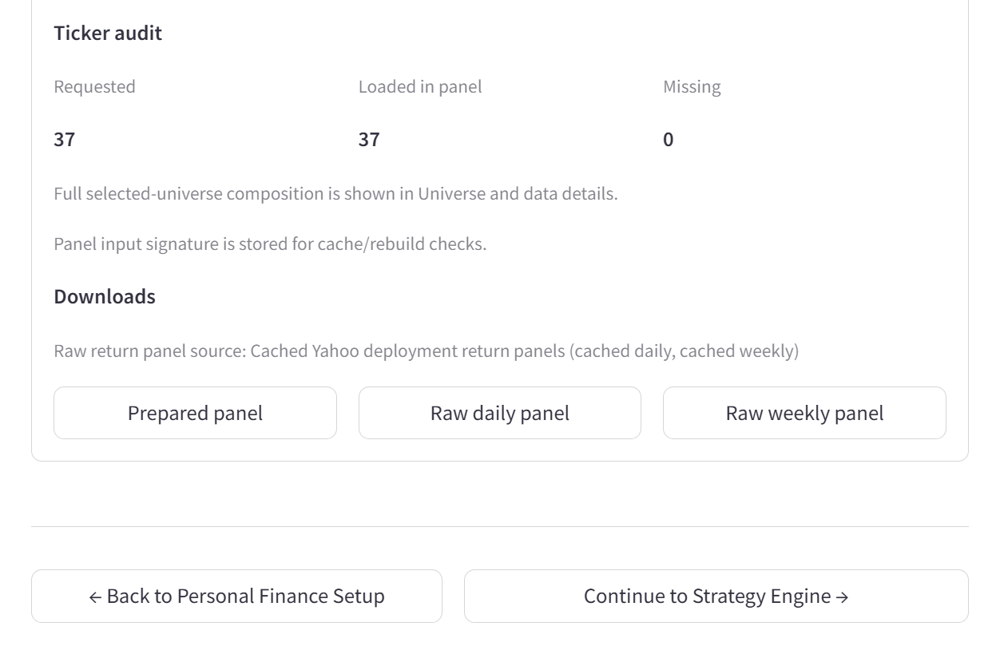 Ticker audit
Requested
Loaded in panel
Missing
37
37
0
Full selected-universe composition is shown in Universe and data details.
Panel input signature is stored for cache/rebuild checks.
Downloads
Raw return panel source: Cached Yahoo deployment return panels (cached daily, cached weekly)
Prepared panel
Raw daily panel
Raw weekly panel
← Back to Personal Finance Setup
Continue to Strategy Engine →